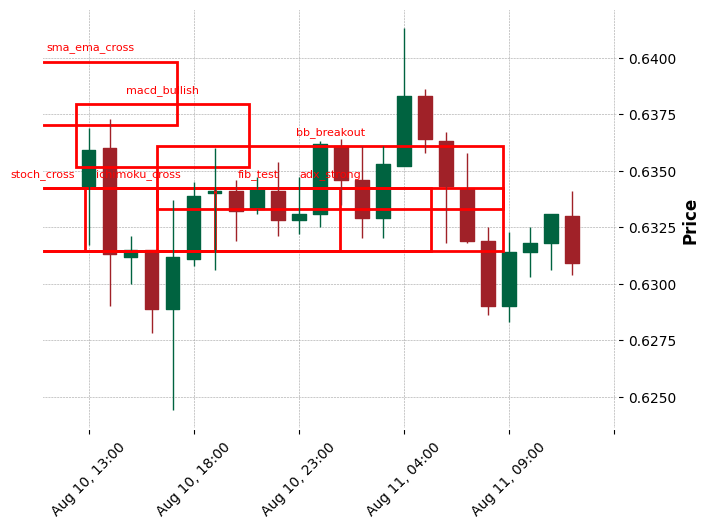 sma_ema_cross
0.6400
macd_bullish
0.6375
bb_breakout
0.6350
stoch_cross
ichimoku_cross
fib_test
adx_strong
0.6325
0.6300
0.6275
0.6250
Price
Aug 10, 13:00
Aug 10, 18:00
Aug 10, 23:00
Aug 11, 04:00
Aug 11, 09:00